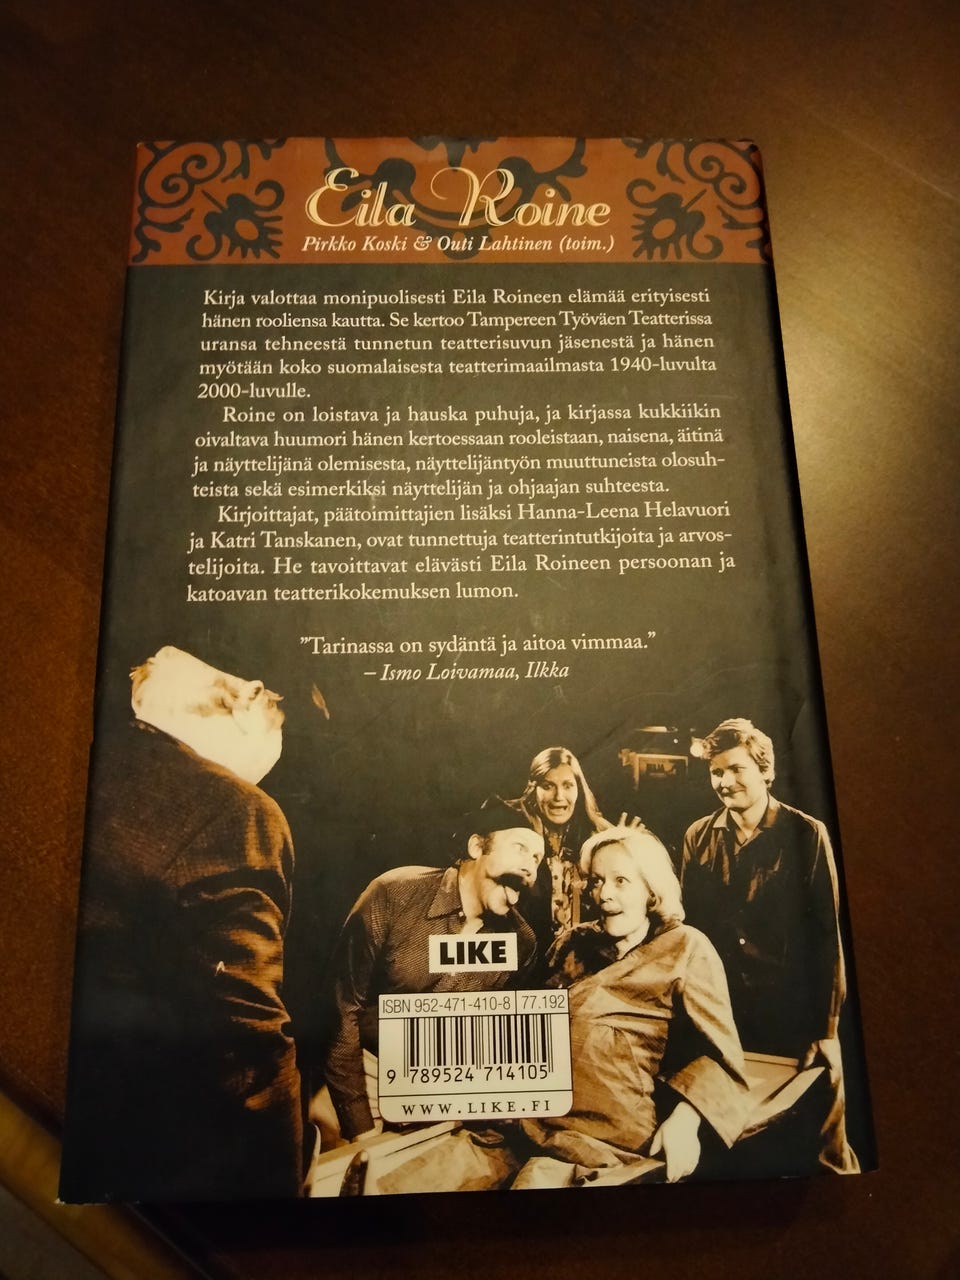 Eila Roine
Pirkko Koski & Outi Lahtinen (toim.)
Kirja valottaa monipuolisesti Eila Roineen elämää erityisesti
hänen rooliensa kautta. Se kertoo Tampereen Työväen Teatterissa
uransa tehneestä tunnetun teatterisuvun jäsenestä ja hänen
myötään koko suomalaisesta teatterimaailmasta 1940-luvulta
2000-luvulle.
Roine on loistava ja hauska puhuja, ja kirjassa kukkiikin
oivaltava huumori hänen kertoessaan rooleistaan, naisena, äitinä
ja näyttelijänä olemisesta, näyttelijäntyön muuttuneista olosuh-
teista sekä esimerkiksi näyttelijän ja ohjaajan suhteesta.
Kirjoittajat, päätoimittajien lisäksi Hanna-Leena Helavuori
ja Katri Tanskanen, ovat tunnettuja teatterintutkijoita ja arvos-
telijoita. He tavoittavat elävästi Eila Roineen persoonan ja
katoavan teatterikokemuksen lumon.
”Tarinassa on sydäntä ja aitoa vimmaa.”
– Ismo Loivamaa, Ilkka
LIKE
ISBN 952-471-410-8 77.192
9 789524 714105
WWW.LIKE.FI